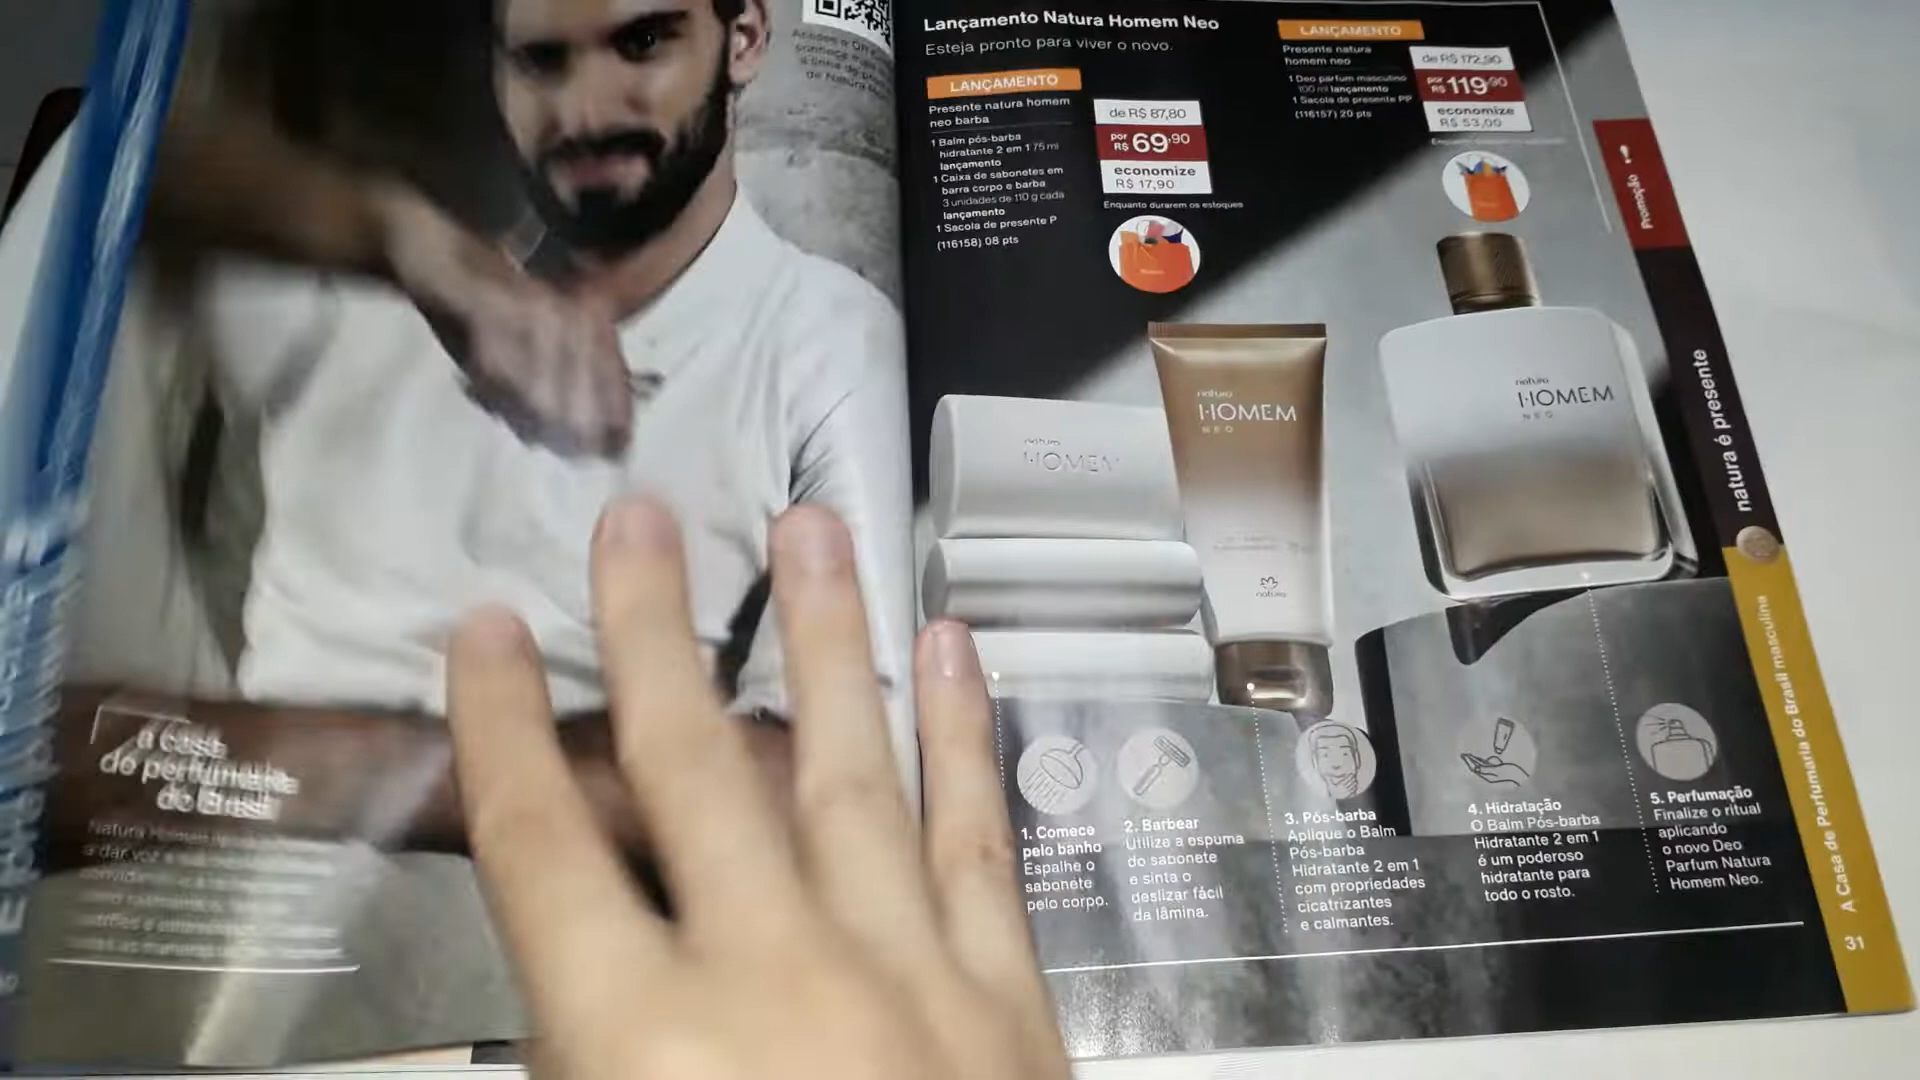 a casa
de perfumaria
do Brasil
Lançamento Natura Homem Neo
Esteja pronto para viver o novo.
LANÇAMENTO
Presente natura homem
neo barba
1 Balm pós-barba
hidratante 2 em 1 75 ml
lançamento
1 Caixa de sabonetes em
barra corpo e barba
3 unidades de 110 g cada
lançamento
1 Sacola de presente P
(116158) 08 pts
de R$ 87,80
por
R$ 69,90
economize
R$ 17,90
Enquanto durarem os estoques
LANÇAMENTO
Presente natura
homem neo
1 Deo parfum masculino
100 ml lançamento
1 Sacola de presente PP
(116157) 20 pts
de R$ 172,90
por
R$ 119,90
economize
R$ 53,00
Promoção !
natura é presente
A Casa de Perfumaria do Brasil masculina
natura
HOMEM
natura
HOMEM
NEO
natura
natura
HOMEM
NEO
1. Comece
pelo banho
Espalhe o
sabonete
pelo corpo.
2. Barbear
Utilize a espuma
do sabonete
e sinta o
deslizar fácil
da lâmina.
3. Pós-barba
Aplique o Balm
Pós-barba
Hidratante 2 em 1
com propriedades
cicatrizantes
e calmantes.
4. Hidratação
O Balm Pós-barba
Hidratante 2 em 1
é um poderoso
hidratante para
todo o rosto.
5. Perfumação
Finalize o ritual
aplicando
o novo Deo
Parfum Natura
Homem Neo.
31